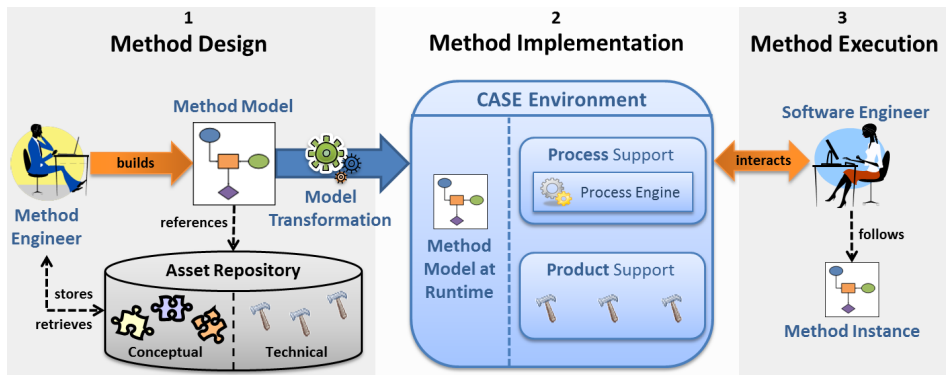 1
Method Design
2
Method Implementation
3
Method Execution
Method Model
builds
Method
Engineer
Model
Transformation
references
Asset Repository
stores
retrieves
Conceptual
Technical
CASE Environment
Method
Model at
Runtime
Process Support
Process Engine
Product Support
interacts
Software Engineer
follows
Method Instance